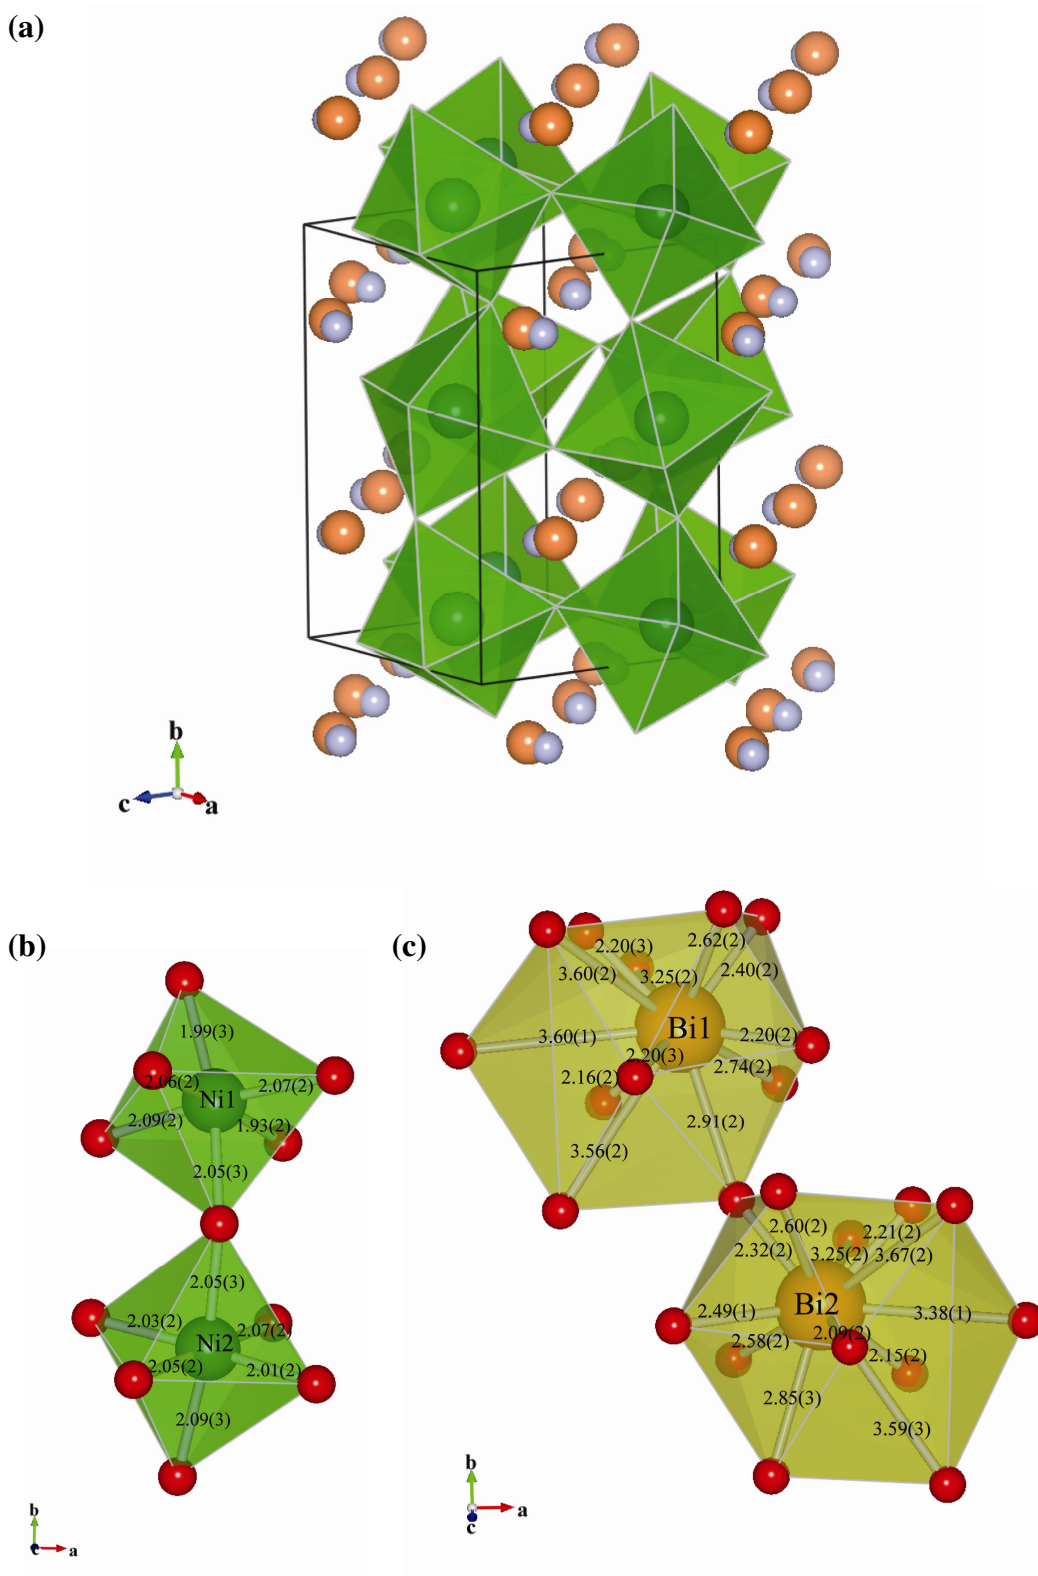 (a)
b
c
a
(b)
1.99(3)
2.06(2)
2.07(2)
Ni1
2.09(2)
1.93(2)
2.05(3)
2.05(3)
2.03(2)
2.07(2)
Ni2
2.05(2)
2.01(2)
2.09(3)
b
c
a
(c)
2.20(3)
2.62(2)
3.60(2)
3.25(2)
2.40(2)
Bi1
3.60(1)
2.20(2)
2.20(3)
2.74(2)
2.16(2)
2.91(2)
3.56(2)
2.60(2)
2.21(2)
2.32(2)
3.25(2)
3.67(2)
Bi2
2.49(1)
3.38(1)
2.58(2)
2.09(2)
2.15(2)
2.85(3)
3.59(3)
b
a
c